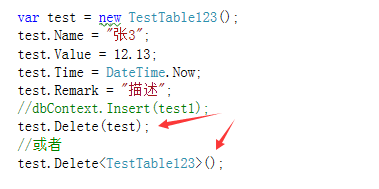 var test = new TestTable123();
test.Name = "张3";
test.Value = 12.13;
test.Time = DateTime.Now;
test.Remark = "描述";
//dbContext.Insert(test1);
test.Delete(test);
//或者
test.Delete<TestTable123>();